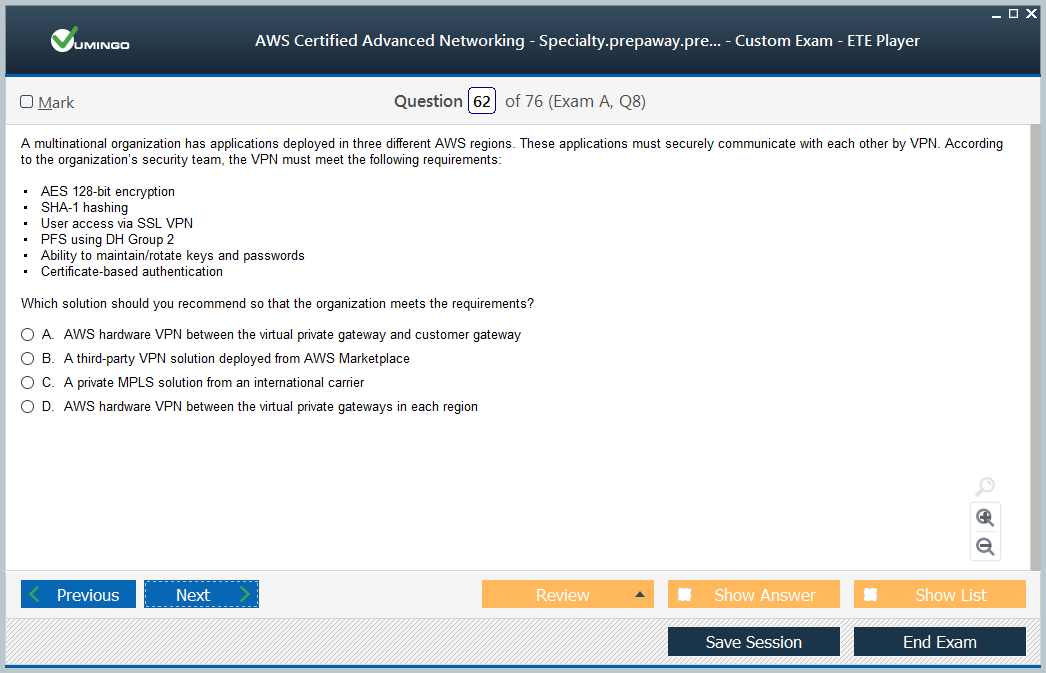 VUMINGO
AWS Certified Advanced Networking - Specialty.prepaway.pre... - Custom Exam - ETE Player
Mark
Question 62 of 76 (Exam A, Q8)
A multinational organization has applications deployed in three different AWS regions. These applications must securely communicate with each other by VPN. According
to the organization's security team, the VPN must meet the following requirements:
▪ AES 128-bit encryption
▪ SHA-1 hashing
▪ User access via SSL VPN
▪ PFS using DH Group 2
▪ Ability to maintain/rotate keys and passwords
▪ Certificate-based authentication
Which solution should you recommend so that the organization meets the requirements?
A. AWS hardware VPN between the virtual private gateway and customer gateway
B. A third-party VPN solution deployed from AWS Marketplace
C. A private MPLS solution from an international carrier
D. AWS hardware VPN between the virtual private gateways in each region
Previous Next Review Show Answer Show List
Save Session End Exam